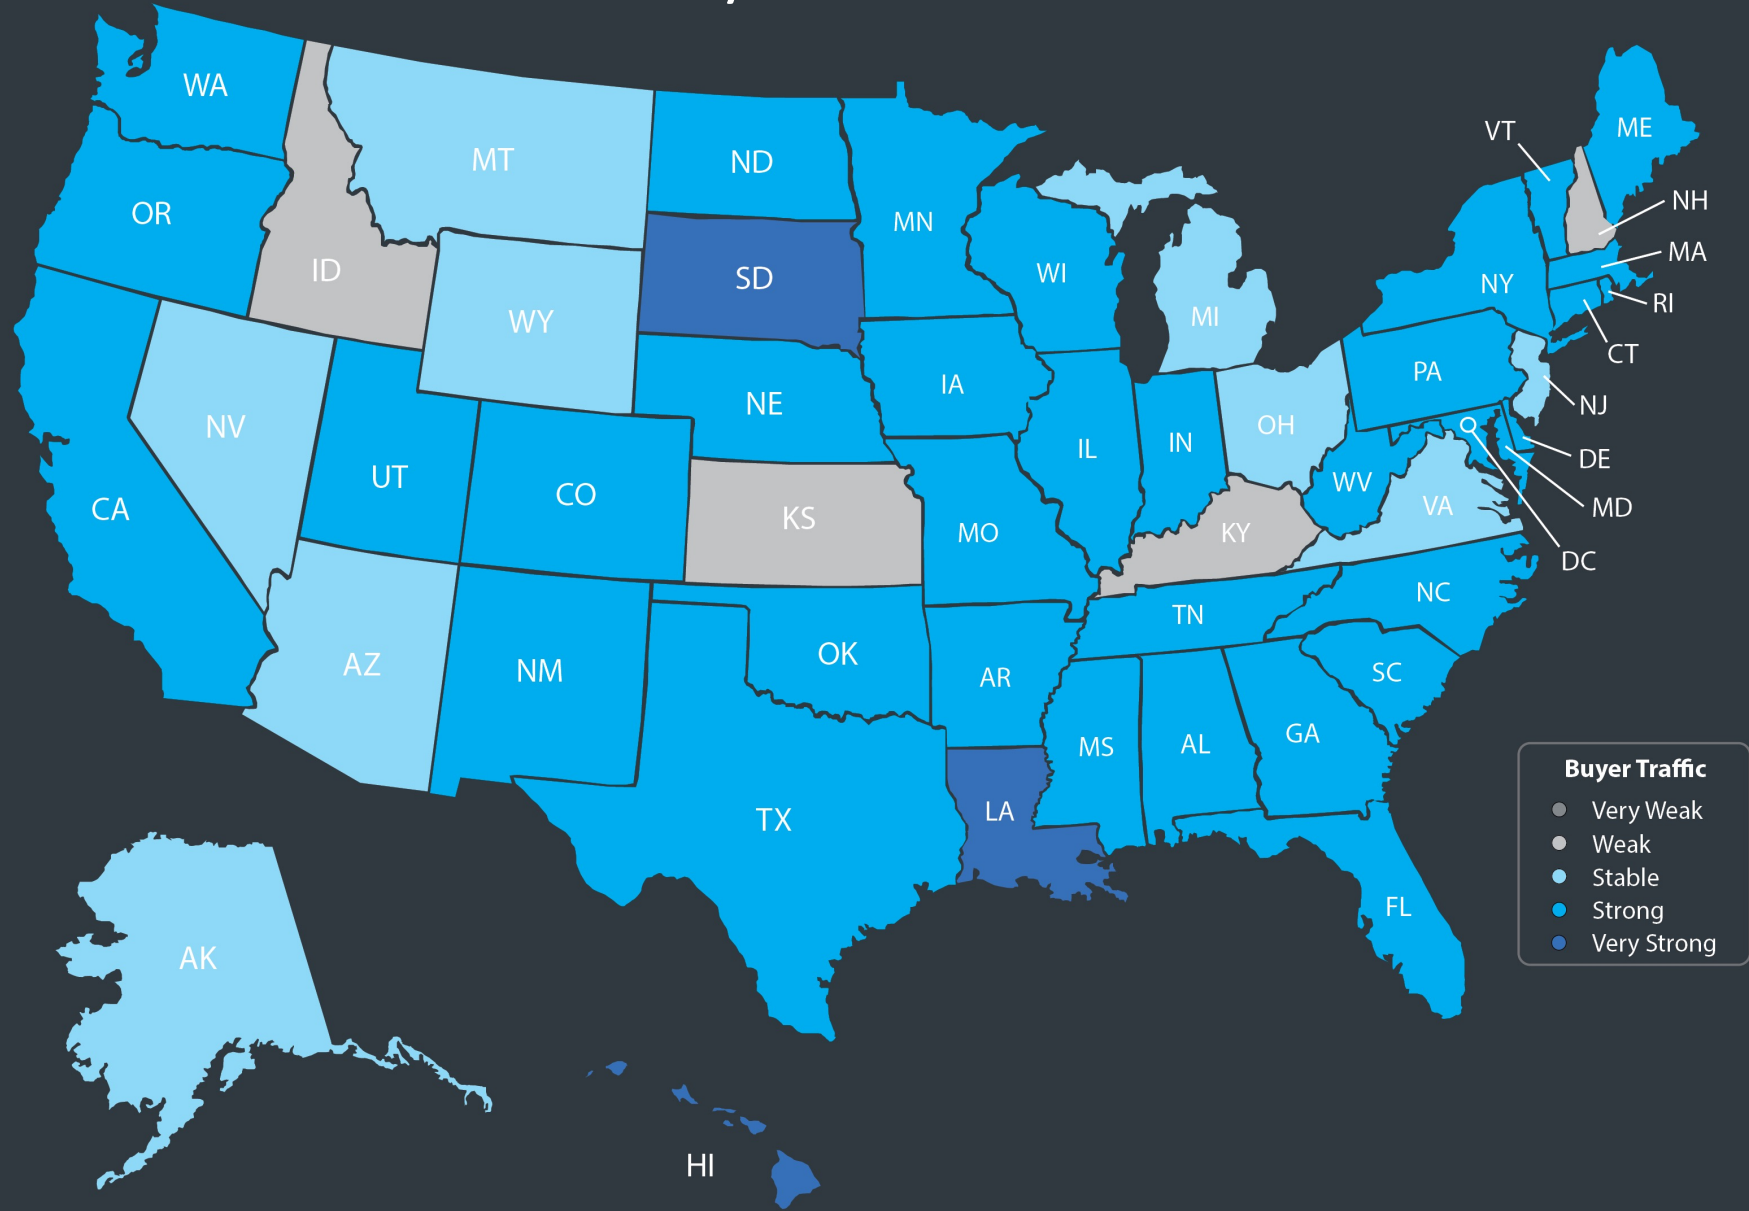 WA
MT
ND
MN
VT
ME
OR
ID
WY
SD
WI
MI
NY
NH
MA
RI
CT
NV
UT
CO
NE
IA
IL
IN
OH
PA
NJ
DE
MD
DC
CA
KS
MO
KY
WV
VA
AZ
NM
OK
AR
TN
NC
SC
TX
LA
MS
AL
GA
FL
AK
HI
Buyer Traffic
Very Weak
Weak
Stable
Strong
Very Strong